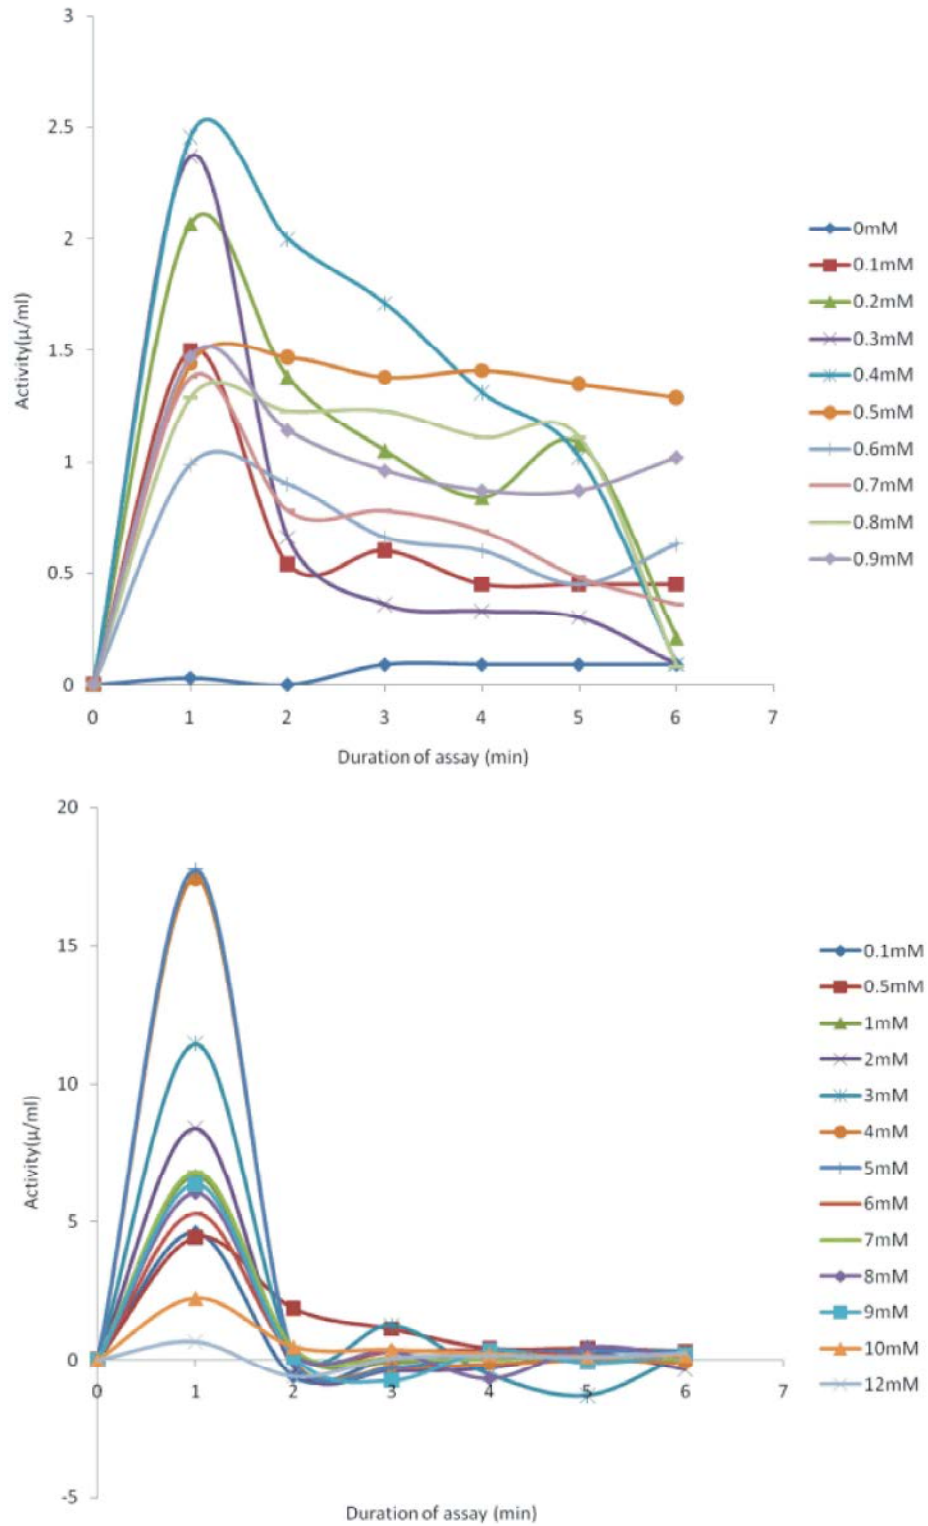 3
2.5
2
1.5
1
0.5
0
0 1 2 3 4 5 6 7
Activity(µ/ml)
Duration of assay (min)
0mM
0.1mM
0.2mM
0.3mM
0.4mM
0.5mM
0.6mM
0.7mM
0.8mM
0.9mM
20
15
10
5
0
-5
0 1 2 3 4 5 6 7
Activity(µ/ml)
Duration of assay (min)
0.1mM
0.5mM
1mM
2mM
3mM
4mM
5mM
6mM
7mM
8mM
9mM
10mM
12mM